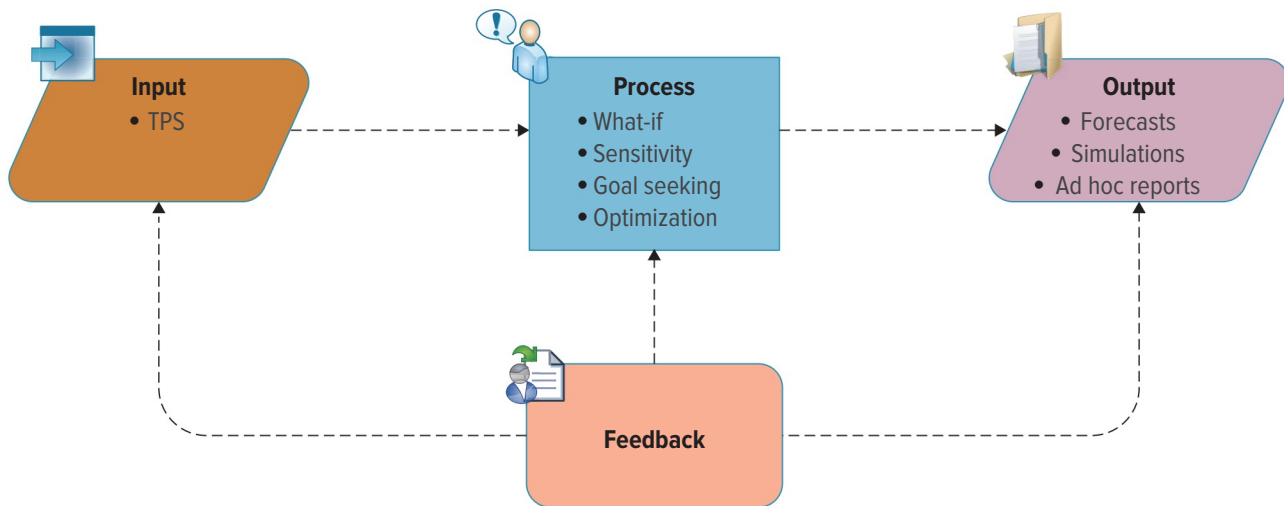 Input
• TPS
Process
• What-if
• Sensitivity
• Goal seeking
• Optimization
Output
• Forecasts
• Simulations
• Ad hoc reports
Feedback